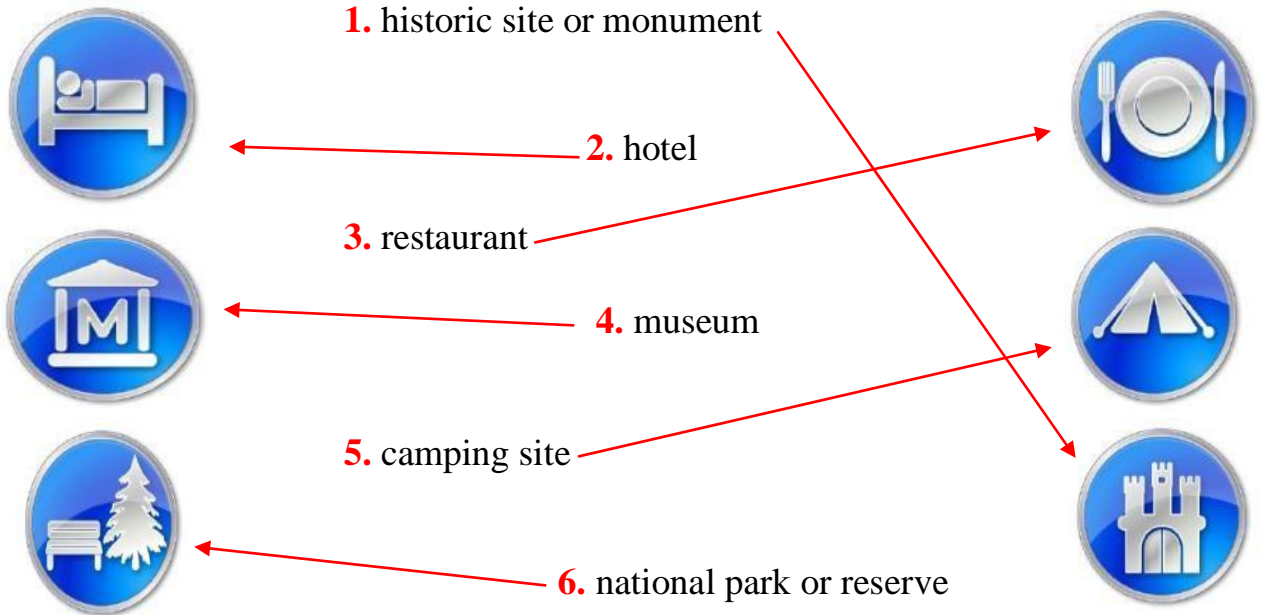 1. historic site or monument
2. hotel
3. restaurant
M
4. museum
5. camping site
6. national park or reserve